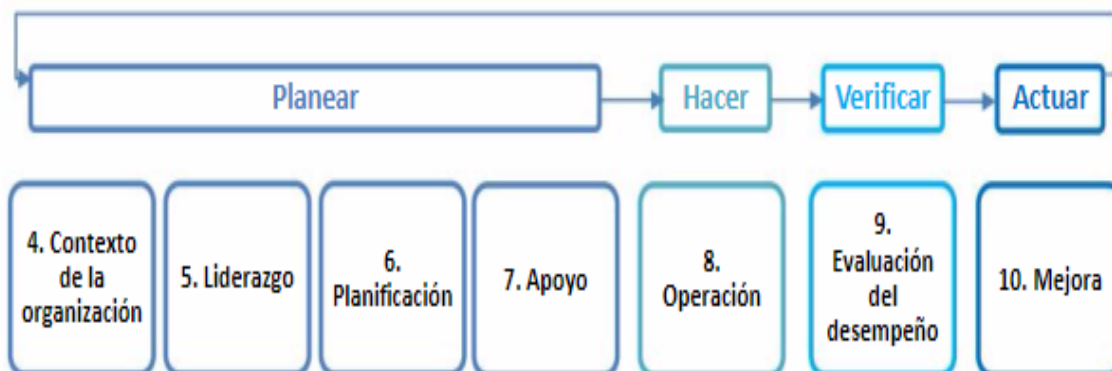 Planear
Hacer
Verificar
Actuar
4. Contexto
de la
organización
5. Liderazgo
6.
Planificación
7. Apoyo
8.
Operación
9.
Evaluación
del
desempeño
10. Mejora